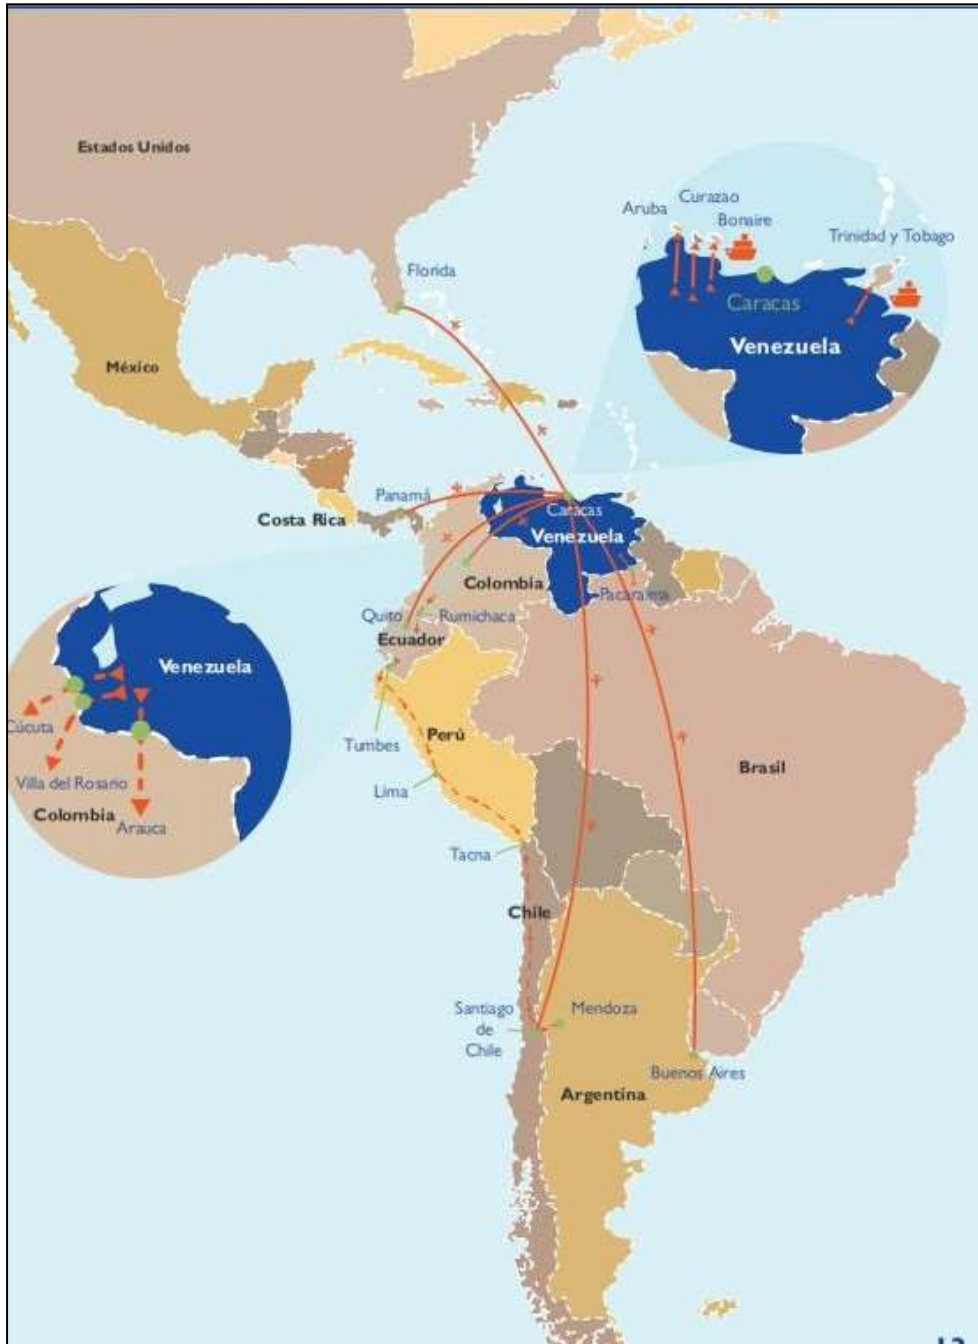 Estados Unidos
Curazao
Aruba
Bonaire
Trinidad y Tobago
Florida
Caracas
Venezuela
México
Panamá
Costa Rica
Caracas
Venezuela
Colombia
Pacaraima
Quito
Rumichaca
Ecuador
Venezuela
Cúcuta
Villa del Rosario
Colombia
Arauca
Tumbes
Perú
Lima
Brasil
Tacna
Chile
Santiago
de
Chile
Mendoza
Buenos Aires
Argentina